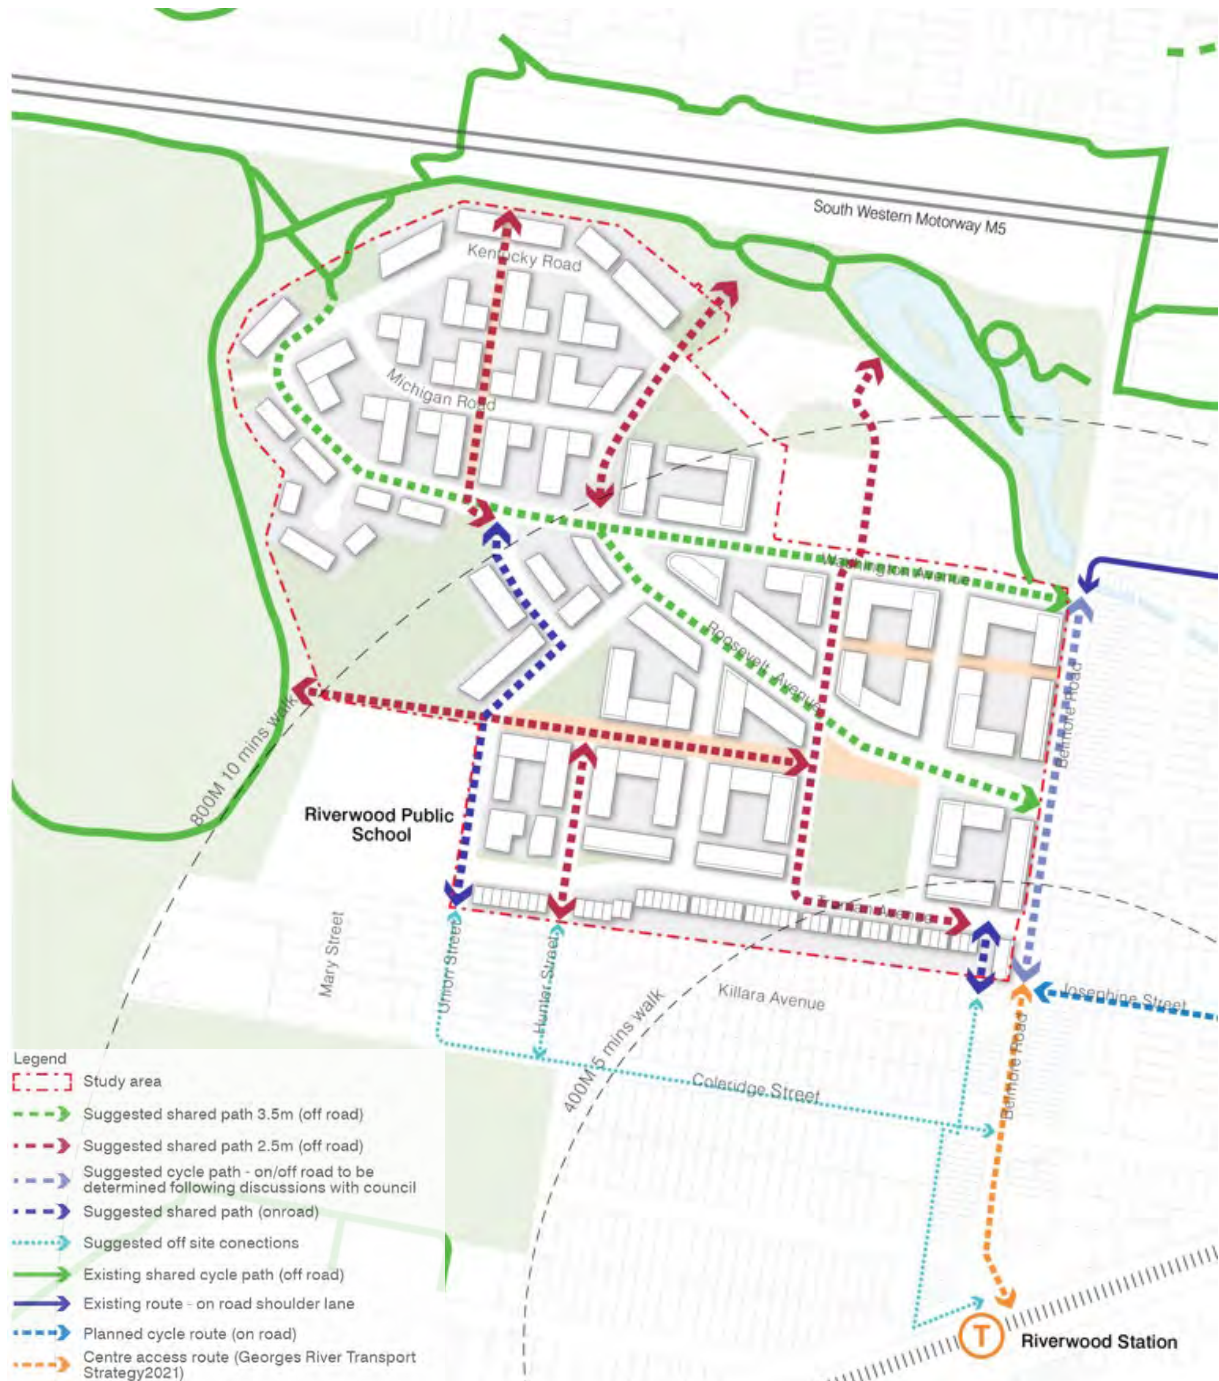 South Western Motorway M5
Kentucky Road
Michigan Road
Washington Avenue
Roosevelt Avenue
Belmore Road
800M 10 mins walk
Riverwood Public
School
Truman Avenue
Mary Street
Union Street
Hunter Street
Killara Avenue
Josephine Street
400M 5 mins walk
Belmore Road
Coleridge Street
Legend
Study area
Suggested shared path 3.5m (off road)
Suggested shared path 2.5m (off road)
Suggested cycle path - on/off road to be
determined following discussions with council
Suggested shared path (onroad)
Suggested off site conections
Existing shared cycle path (off road)
Existing route - on road shoulder lane
Planned cycle route (on road)
Centre access route (Georges River Transport
Strategy2021)
T
Riverwood Station